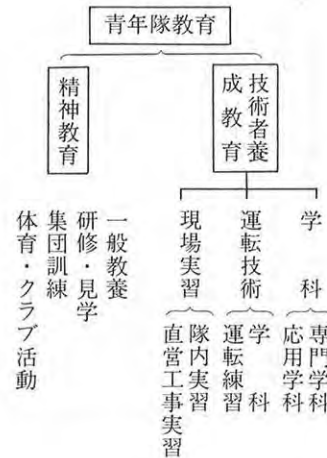 青年隊教育
技術者養
成教育
学科
専門学科
応用学科
運転技術
学科
運転練習
現場実習
隊内実習
直営工事実習
精神教育
一般教養
研修・見学
集団訓練
体育・クラブ活動